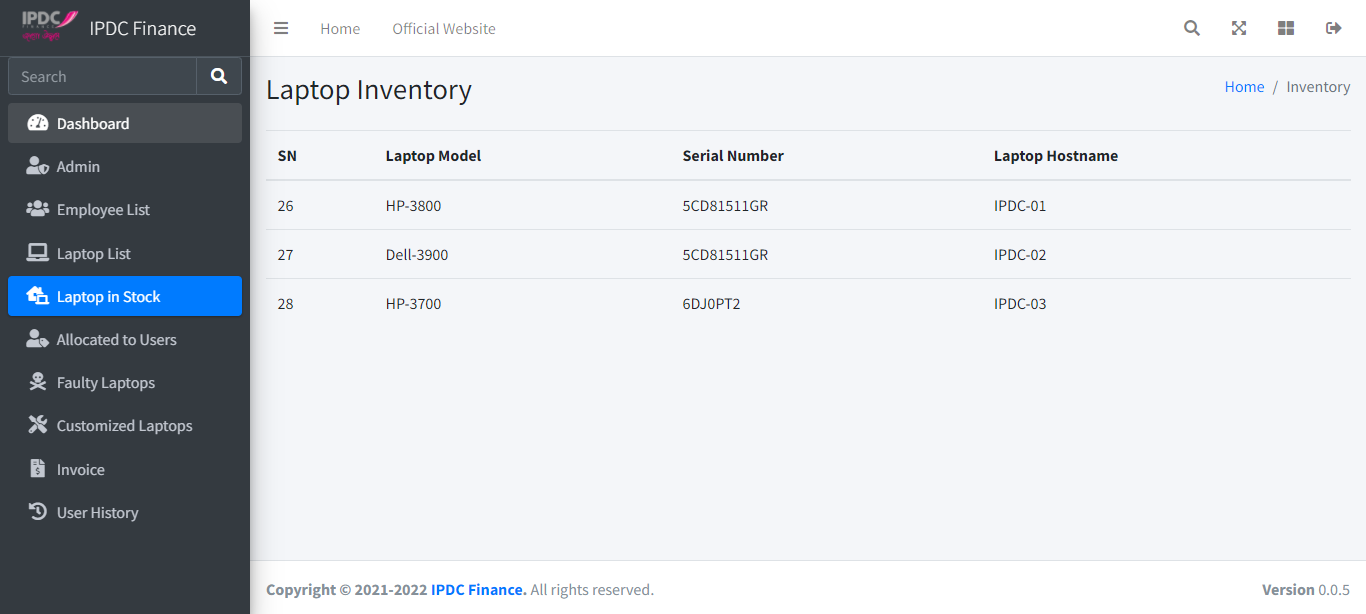 IPDC
FINANCE
IPDC Finance
Home
Official Website
Search
Dashboard
Admin
Employee List
Laptop List
Laptop in Stock
Allocated to Users
Faulty Laptops
Customized Laptops
Invoice
User History
Laptop Inventory
Home / Inventory
SN Laptop Model Serial Number Laptop Hostname
26 HP-3800 5CD81511GR IPDC-01
27 Dell-3900 5CD81511GR IPDC-02
28 HP-3700 6DJ0PT2 IPDC-03
Copyright © 2021-2022 IPDC Finance. All rights reserved.
Version 0.0.5